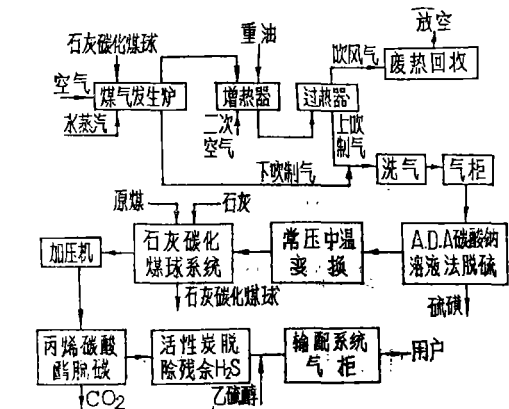 放空
重油
石灰碳化煤球
吹风气
废热回收
空气
煤气发生炉
增热器
过热器
水蒸汽
二次
空气
上吹
制气
下吹制气
洗气
气柜
原煤
石灰
加压机
石灰碳化
煤球系统
常压中温
变换
A.D.A碳酸钠
溶液法脱硫
石灰碳化煤球
硫磺
丙烯碳酸
酯脱碳
活性炭脱
除残余H₂S
输配系统
气柜
用户
CO₂
乙硫醇